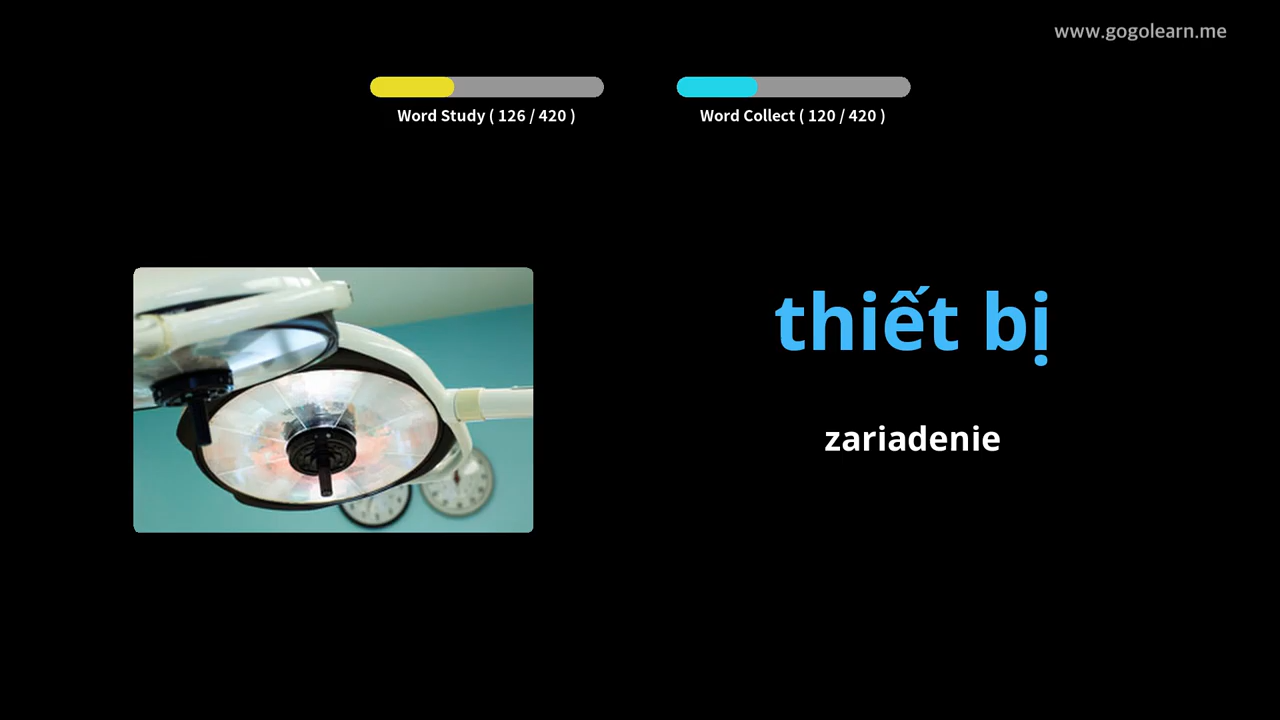 www.gogolearn.me
Word Study ( 126 / 420 )
Word Collect ( 120 / 420 )
thiết bị
zariadenie